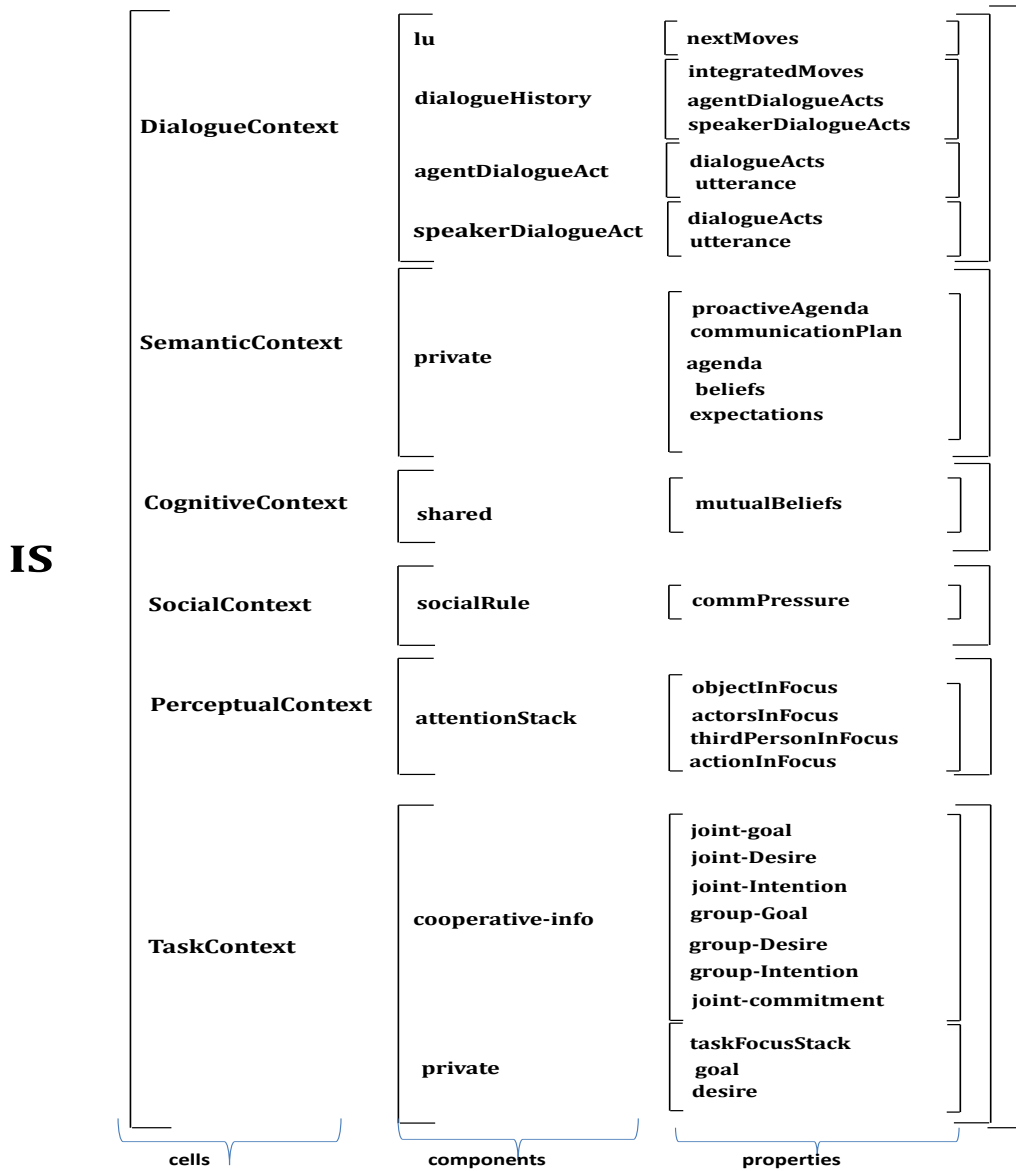 lu nextMoves
integratedMoves
dialogueHistory agentDialogueActs
DialogueContext speakerDialogueActs
agentDialogueAct dialogueActs
utterance
speakerDialogueAct dialogueActs
utterance
proactiveAgenda
SemanticContext communicationPlan
private agenda
beliefs
expectations
CognitiveContext shared mutualBeliefs
IS
SocialContext socialRule commPressure
objectInFocus
PerceptualContext attentionStack actorsInFocus
thirdPersonInFocus
actionInFocus
joint-goal
joint-Desire
joint-Intention
cooperative-info group-Goal
TaskContext group-Desire
group-Intention
joint-commitment
taskFocusStack
private goal
desire
cells components properties